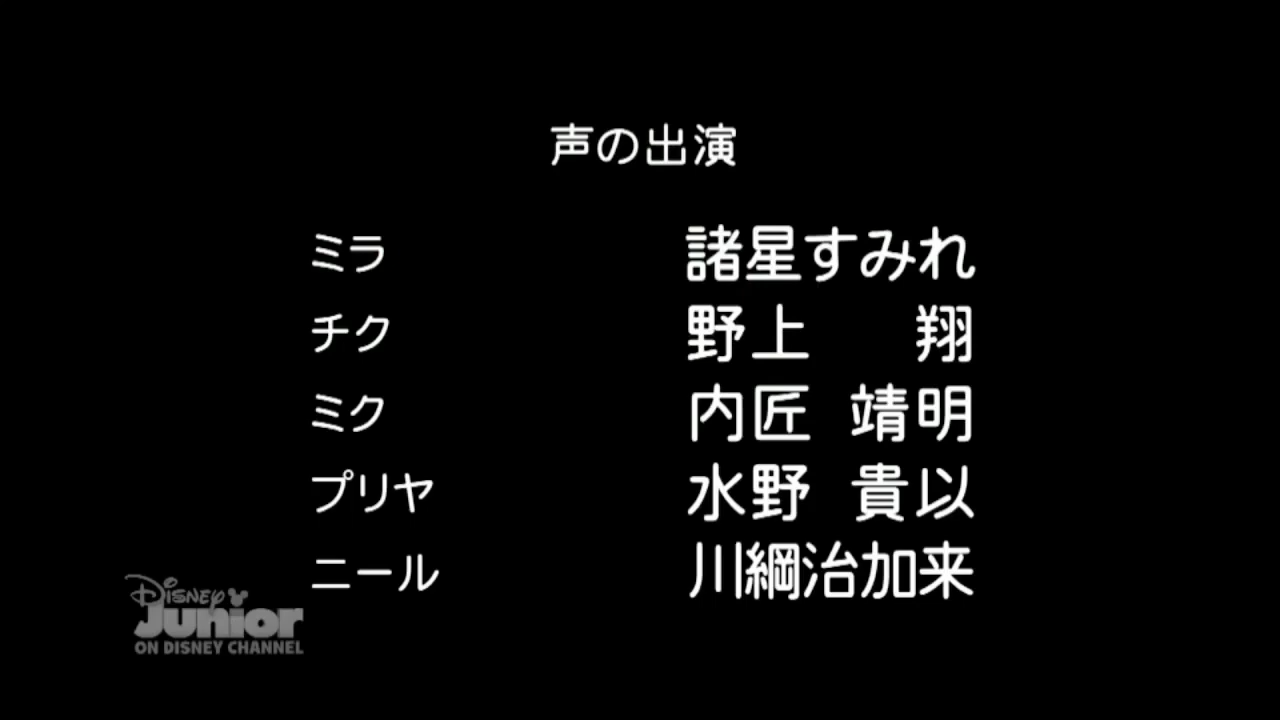 声の出演
ミラ 諸星すみれ
チク 野上 翔
ミク 内匠 靖明
プリヤ 水野 貴以
ニール 川綱治加来
Disney
Junior
ON DISNEY CHANNEL